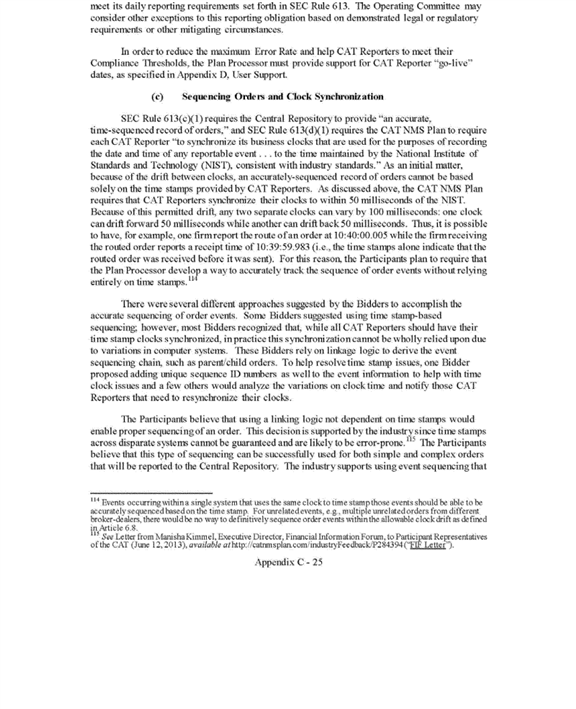 meet its daily reporting requirements set forth in SEC Rule 613. The Operating Committee may
consider other exceptions to this reporting obligation based on demonstrated legal or regulatory
requirements or other mitigating circumstances.
In order to reduce the maximum Error Rate and help CAT Reporters to meet their
Compliance Thresholds, the Plan Processor must provide support for CAT Reporter “go-live”
dates, as specified in Appendix D, User Support.
(c) Sequencing Orders and Clock Synchronization
SEC Rule 613(c)(1) requires the Central Repository to provide “an accurate,
time-sequenced record of orders,” and SEC Rule 613(d)(1) requires the CAT NMS Plan to require
each CAT Reporter “to synchronize its business clocks that are used for the purposes of recording
the date and time of any reportable event . . . to the time maintained by the National Institute of
Standards and Technology (NIST), consistent with industry standards.” As an initial matter,
because of the drift between clocks, an accurately-sequenced record of orders cannot be based
solely on the time stamps provided by CAT Reporters. As discussed above, the CAT NMS Plan
requires that CAT Reporters synchronize their clocks to within 50 milliseconds of the NIST.
Because of this permitted drift, any two separate clocks can vary by 100 milliseconds: one clock
can drift forward 50 milliseconds while another can drift back 50 milliseconds. Thus, it is possible
to have, for example, one firm report the route of an order at 10:40:00.005 while the firm receiving
the routed order reports a receipt time of 10:39:59.983 (i.e., the time stamps alone indicate that the
routed order was received before it was sent). For this reason, the Participants plan to require that
the Plan Processor develop a way to accurately track the sequence of order events without relying
entirely on time stamps.114
There were several different approaches suggested by the Bidders to accomplish the
accurate sequencing of order events. Some Bidders suggested using time stamp-based
sequencing; however, most Bidders recognized that, while all CAT Reporters should have their
time stamp clocks synchronized, in practice this synchronization cannot be wholly relied upon due
to variations in computer systems. These Bidders rely on linkage logic to derive the event
sequencing chain, such as parent/child orders. To help resolve time stamp issues, one Bidder
proposed adding unique sequence ID numbers as well to the event information to help with time
clock issues and a few others would analyze the variations on clock time and notify those CAT
Reporters that need to resynchronize their clocks.
The Participants believe that using a linking logic not dependent on time stamps would
enable proper sequencing of an order. This decision is supported by the industry since time stamps
across disparate systems cannot be guaranteed and are likely to be error-prone.115 The Participants
believe that this type of sequencing can be successfully used for both simple and complex orders
that will be reported to the Central Repository. The industry supports using event sequencing that
114 Events occurring within a single system that uses the same clock to time stamp those events should be able to be
accurately sequenced based on the time stamp. For unrelated events, e.g., multiple unrelated orders from different
broker-dealers, there would be no way to definitively sequence order events within the allowable clock drift as defined
in Article 6.8.
115 See Letter from Manisha Kimmel, Executive Director, Financial Information Forum, to Participant Representatives
of the CAT (June 12, 2013), available at http://catnmsplan.com/industryFeedback/P284394 (“FIF Letter”).
Appendix C - 25